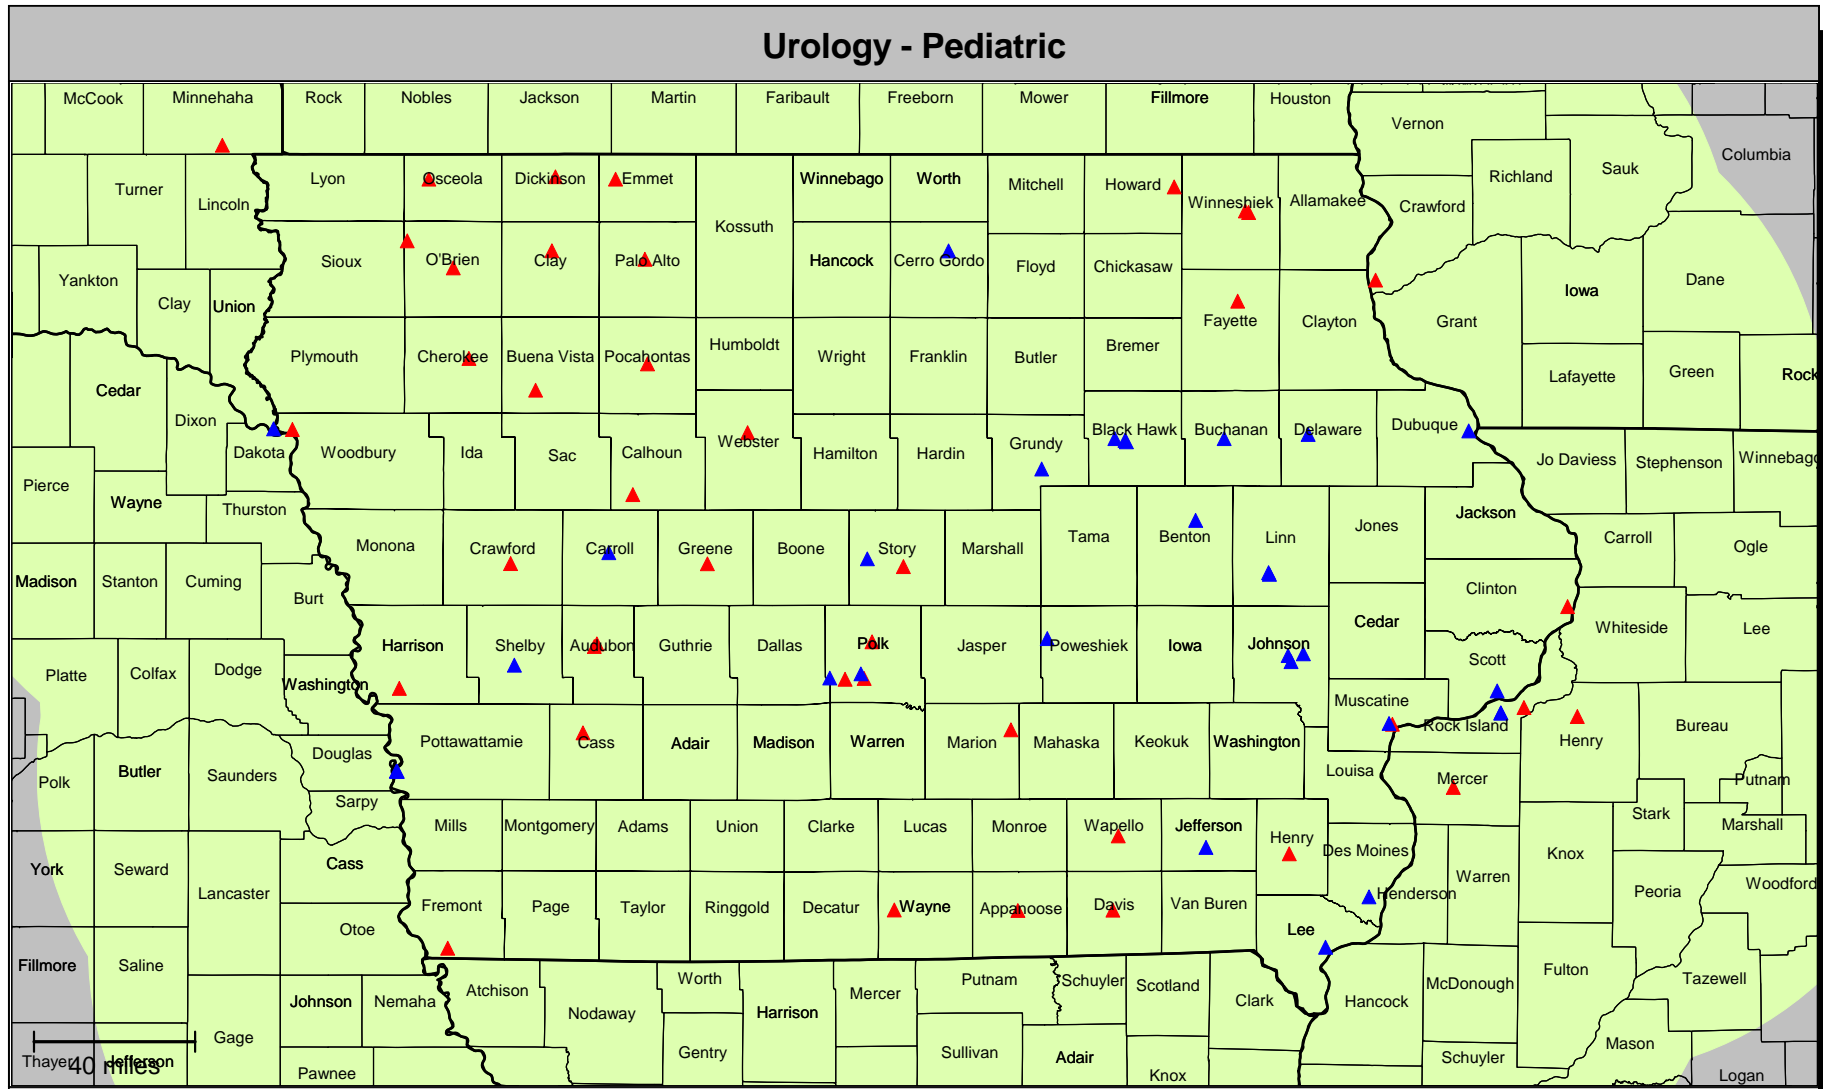 Urology - Pediatric
McCook Minnehaha Rock Nobles Jackson Martin Faribault Freeborn Mower Fillmore Houston
Vernon
Columbia
Sauk
Richland
Turner Lyon Osceola Dickinson Emmet Winnebago Worth Mitchell Howard
Lincoln Winneshiek Allamakee Crawford
Kossuth
Yankton Sioux O'Brien Clay Palo Alto Hancock Cerro Gordo Floyd Chickasaw Dane
Clay Union Iowa
Fayette Clayton Grant
Plymouth Cherokee Buena Vista Pocahontas Humboldt Wright Franklin Butler Bremer
Cedar Lafayette Green Rock
Dixon Dubuque
Webster Grundy Black Hawk Buchanan Delaware
Dakota Woodbury Ida Sac Calhoun Hamilton Hardin Jo Daviess Stephenson Winnebago
Pierce
Wayne Thurston Jackson
Monona Crawford Carroll Greene Boone Story Marshall Tama Benton Linn Jones Carroll Ogle
Madison Stanton Cuming Clinton
Burt
Harrison Shelby Audubon Guthrie Dallas Polk Jasper Poweshiek Iowa Johnson Cedar Whiteside Lee
Scott
Platte Colfax Dodge
Washington Muscatine
Rock Island Bureau
Pottawattamie Cass Adair Madison Warren Marion Mahaska Keokuk Washington Henry
Douglas
Polk Butler Saunders Louisa Mercer Putnam
Sarpy
Mills Montgomery Adams Union Clarke Lucas Monroe Wapello Jefferson Henry Stark Marshall
Des Moines Knox
York Seward Cass
Lancaster Henderson Warren Peoria Woodford
Fremont Page Taylor Ringgold Decatur Wayne Appanoose Davis Van Buren
Otoe Lee
Fillmore Saline Fulton
Atchison Worth Putnam Schuyler Scotland McDonough Tazewell
Johnson Nemaha Nodaway Harrison Mercer Clark Hancock
Gage Mason
Gentry Sullivan Adair Schuyler
Thayer Jefferson
40 miles
Pawnee Knox Logan